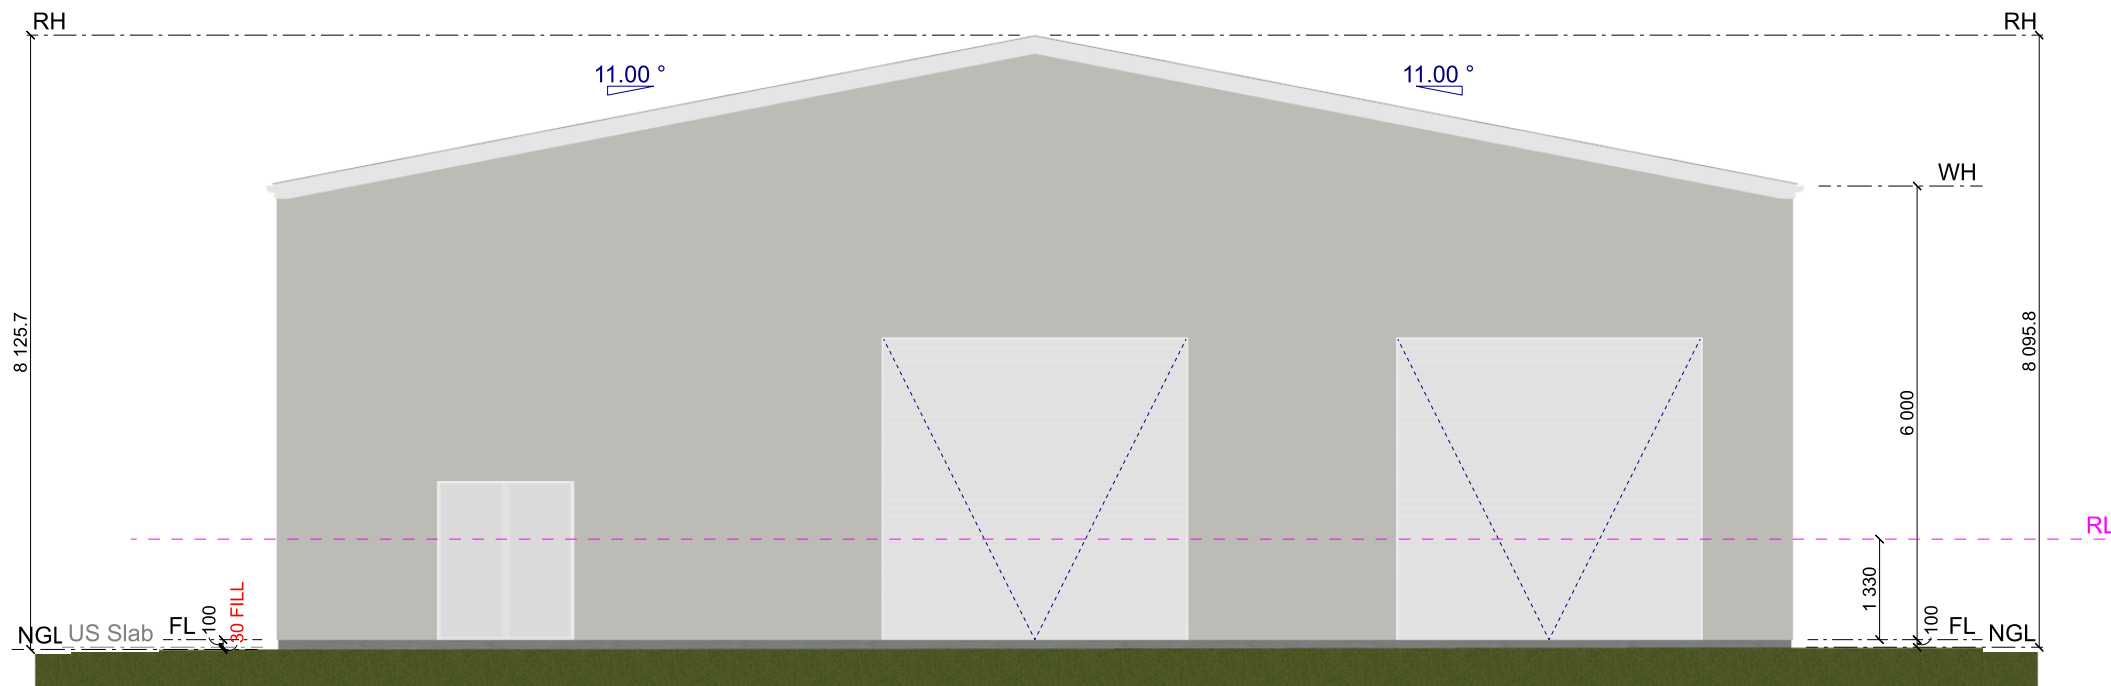 RH
RH
11.00 °
11.00 °
WH
8 125.7
8 095.8
6 000
RL
1 330
30 FILL
100
100
FL
US Slab
NGL
FL
NGL